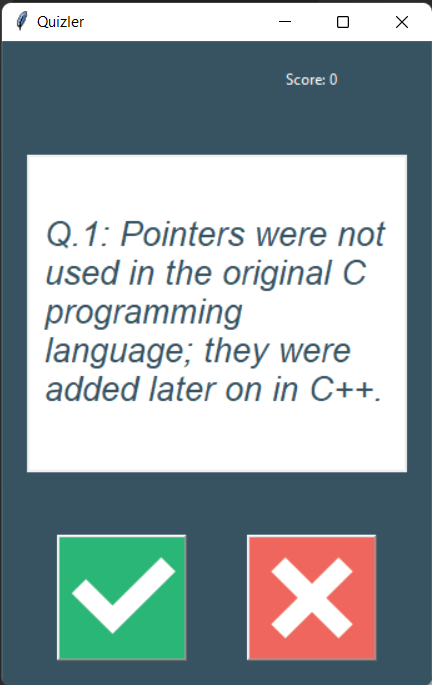 Quizler
Score: 0
Q.1: Pointers were not
used in the original C
programming
language; they were
added later on in C++.